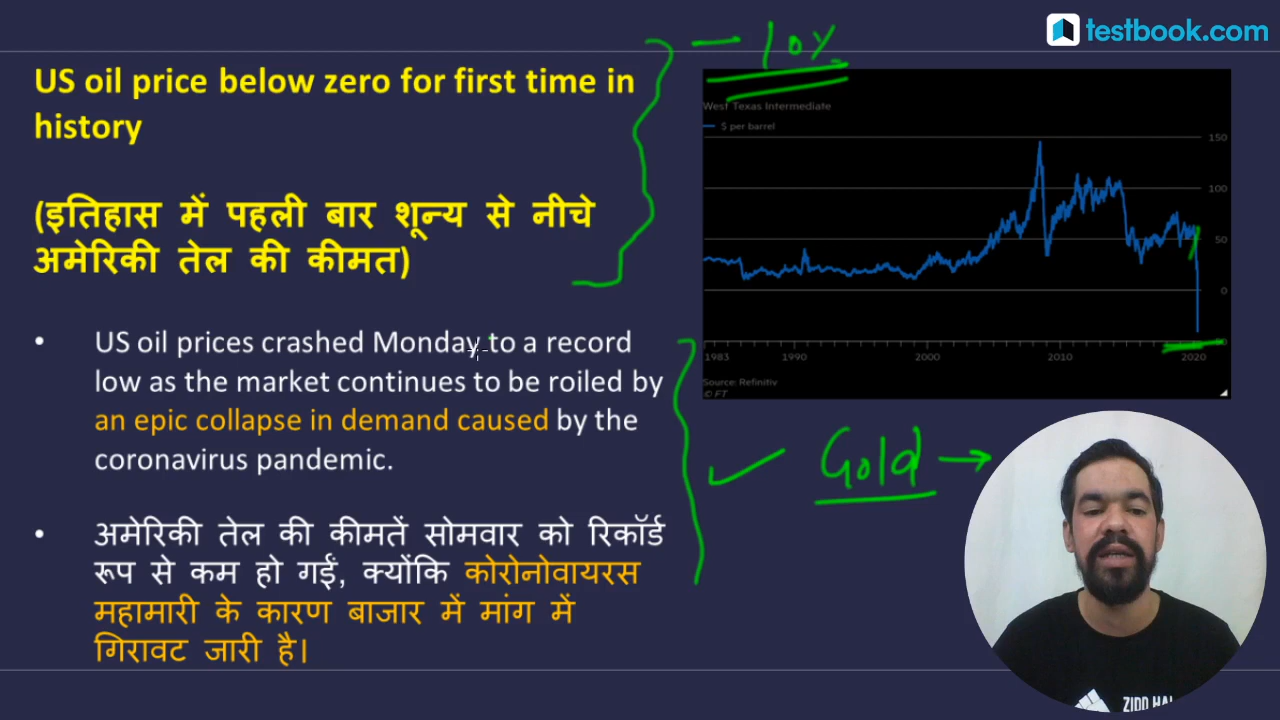 testbook.com
US oil price below zero for first time in
history
(इतिहास में पहली बार शून्य से नीचे
अमेरिकी तेल की कीमत)
US oil prices crashed Monday to a record
low as the market continues to be roiled by
an epic collapse in demand caused by the
coronavirus pandemic.
अमेरिकी तेल की कीमतें सोमवार को रिकॉर्ड
रूप से कम हो गईं, क्योंकि कोरोनोवायरस
महामारी के कारण बाजार में मांग में
गिरावट जारी है।
West Texas Intermediate
$ per barrel
150
100
50
0
1983 1990 2000 2010 2020
Source: Refinitiv
© FT
Gold →